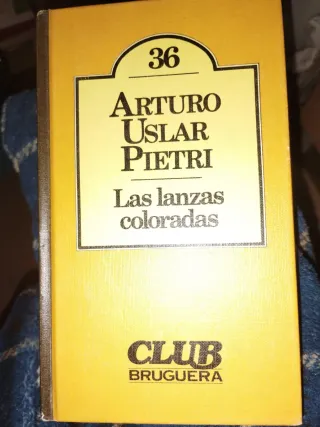 36
ARTURO
USLAR
PIETRI
Las lanzas
coloradas
CLUB
BRUGUERA